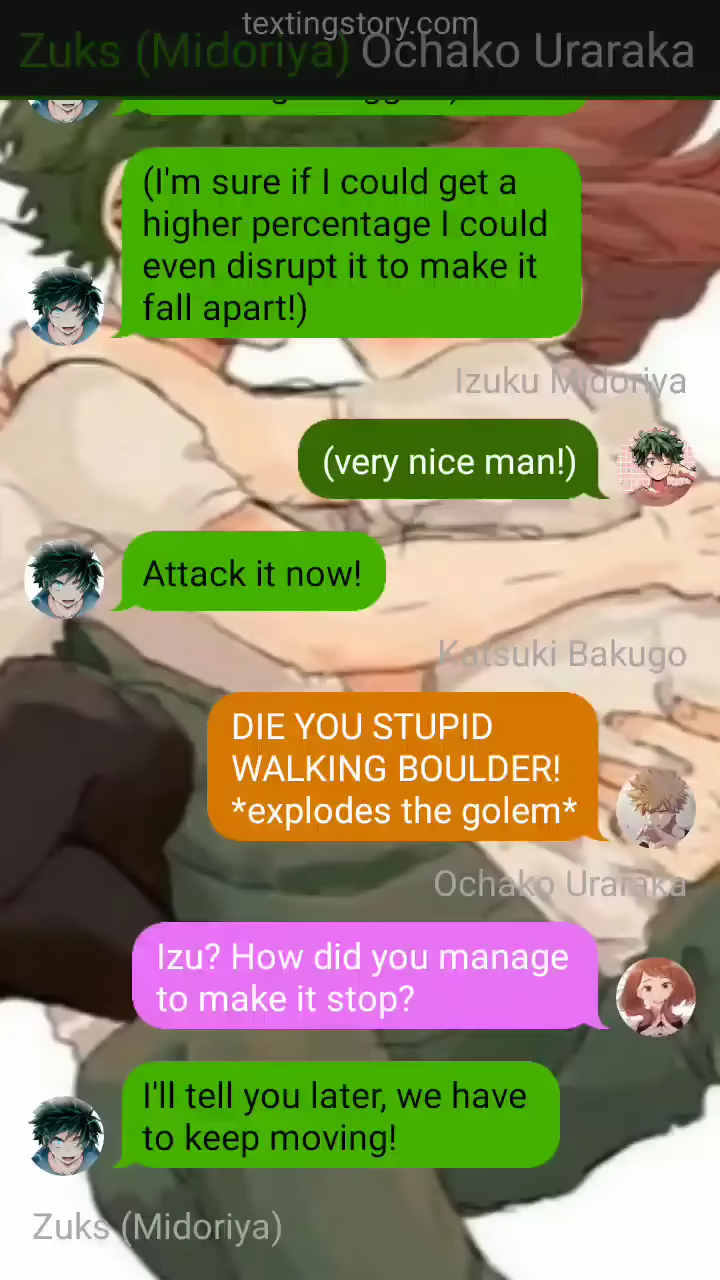 textingstory.com
Zuks (Midoriya) Ochako Uraraka
(I'm sure if I could get a
higher percentage I could
even disrupt it to make it
fall apart!)
Izuku Midoriya
(very nice man!)
Attack it now!
Katsuki Bakugo
DIE YOU STUPID
WALKING BOULDER!
*explodes the golem*
Ochako Uraraka
Izu? How did you manage
to make it stop?
I'll tell you later, we have
to keep moving!
Zuks (Midoriya)